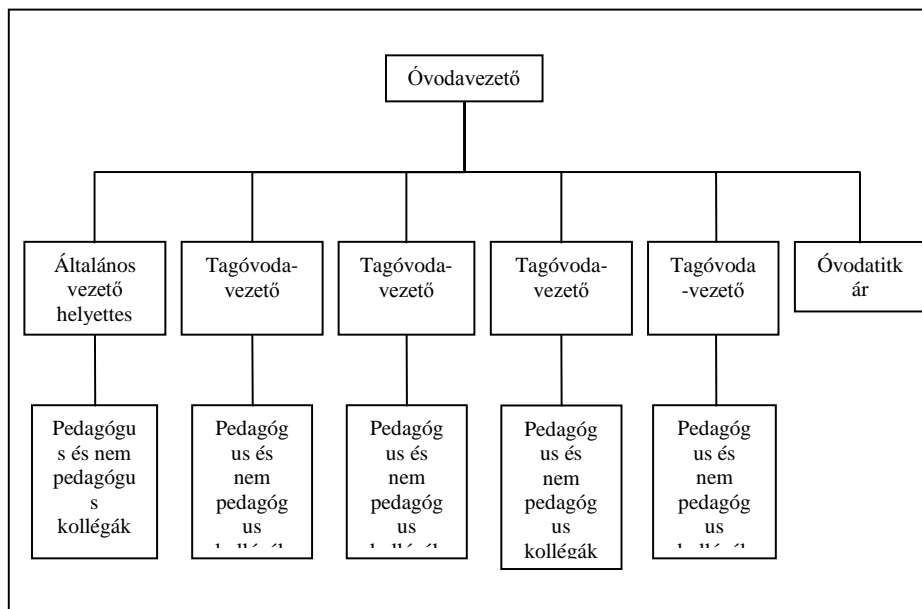 Óvodavezető
Általános
vezető
helyettes
Tagóvoda-
vezető
Tagóvoda-
vezető
Tagóvoda-
vezető
Tagóvoda
-vezető
Óvodatitk
ár
Pedagógu
s és nem
pedagógu
s
kollégák
Pedagóg
us és
nem
pedagóg
us
Pedagóg
us és
nem
pedagóg
us
Pedagóg
us és
nem
pedagóg
us
kollégák
Pedagóg
us és
nem
pedagóg
us